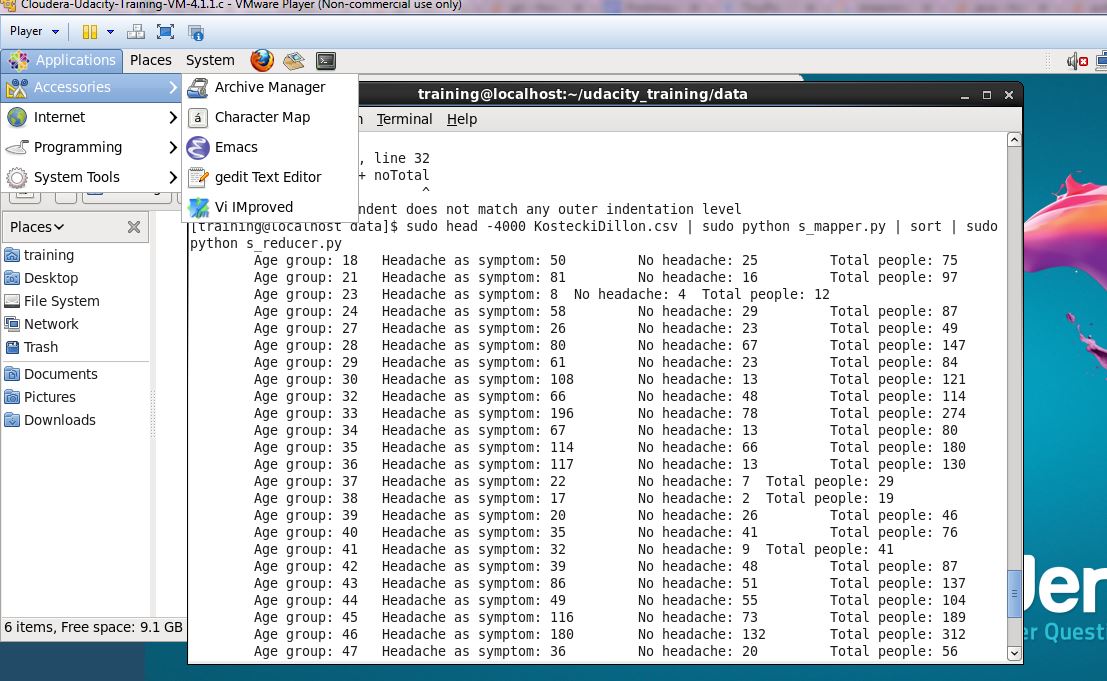 Cloudera-Udacity-Training-VM-4.1.1.c - VMware Player (Non-commercial use only)
Player
Applications Places System
Accessories
Internet
Programming
System Tools
Archive Manager
Character Map
Emacs
gedit Text Editor
Vi IMproved
Places
training
Desktop
File System
Network
Trash
Documents
Pictures
Downloads
6 items, Free space: 9.1 GB
training@localhost:~/udacity_training/data
Terminal Help
, line 32
+ noTotal
^
ndent does not match any outer indentation level
[training@localhost data]$ sudo head -4000 KosteckiDillon.csv | sudo python s_mapper.py | sort | sudo
python s_reducer.py
Age group: 18 Headache as symptom: 50 No headache: 25 Total people: 75
Age group: 21 Headache as symptom: 81 No headache: 16 Total people: 97
Age group: 23 Headache as symptom: 8 No headache: 4 Total people: 12
Age group: 24 Headache as symptom: 58 No headache: 29 Total people: 87
Age group: 27 Headache as symptom: 26 No headache: 23 Total people: 49
Age group: 28 Headache as symptom: 80 No headache: 67 Total people: 147
Age group: 29 Headache as symptom: 61 No headache: 23 Total people: 84
Age group: 30 Headache as symptom: 108 No headache: 13 Total people: 121
Age group: 32 Headache as symptom: 66 No headache: 48 Total people: 114
Age group: 33 Headache as symptom: 196 No headache: 78 Total people: 274
Age group: 34 Headache as symptom: 67 No headache: 13 Total people: 80
Age group: 35 Headache as symptom: 114 No headache: 66 Total people: 180
Age group: 36 Headache as symptom: 117 No headache: 13 Total people: 130
Age group: 37 Headache as symptom: 22 No headache: 7 Total people: 29
Age group: 38 Headache as symptom: 17 No headache: 2 Total people: 19
Age group: 39 Headache as symptom: 20 No headache: 26 Total people: 46
Age group: 40 Headache as symptom: 35 No headache: 41 Total people: 76
Age group: 41 Headache as symptom: 32 No headache: 9 Total people: 41
Age group: 42 Headache as symptom: 39 No headache: 48 Total people: 87
Age group: 43 Headache as symptom: 86 No headache: 51 Total people: 137
Age group: 44 Headache as symptom: 49 No headache: 55 Total people: 104
Age group: 45 Headache as symptom: 116 No headache: 73 Total people: 189
Age group: 46 Headache as symptom: 180 No headache: 132 Total people: 312
Age group: 47 Headache as symptom: 36 No headache: 20 Total people: 56
der
er Quest